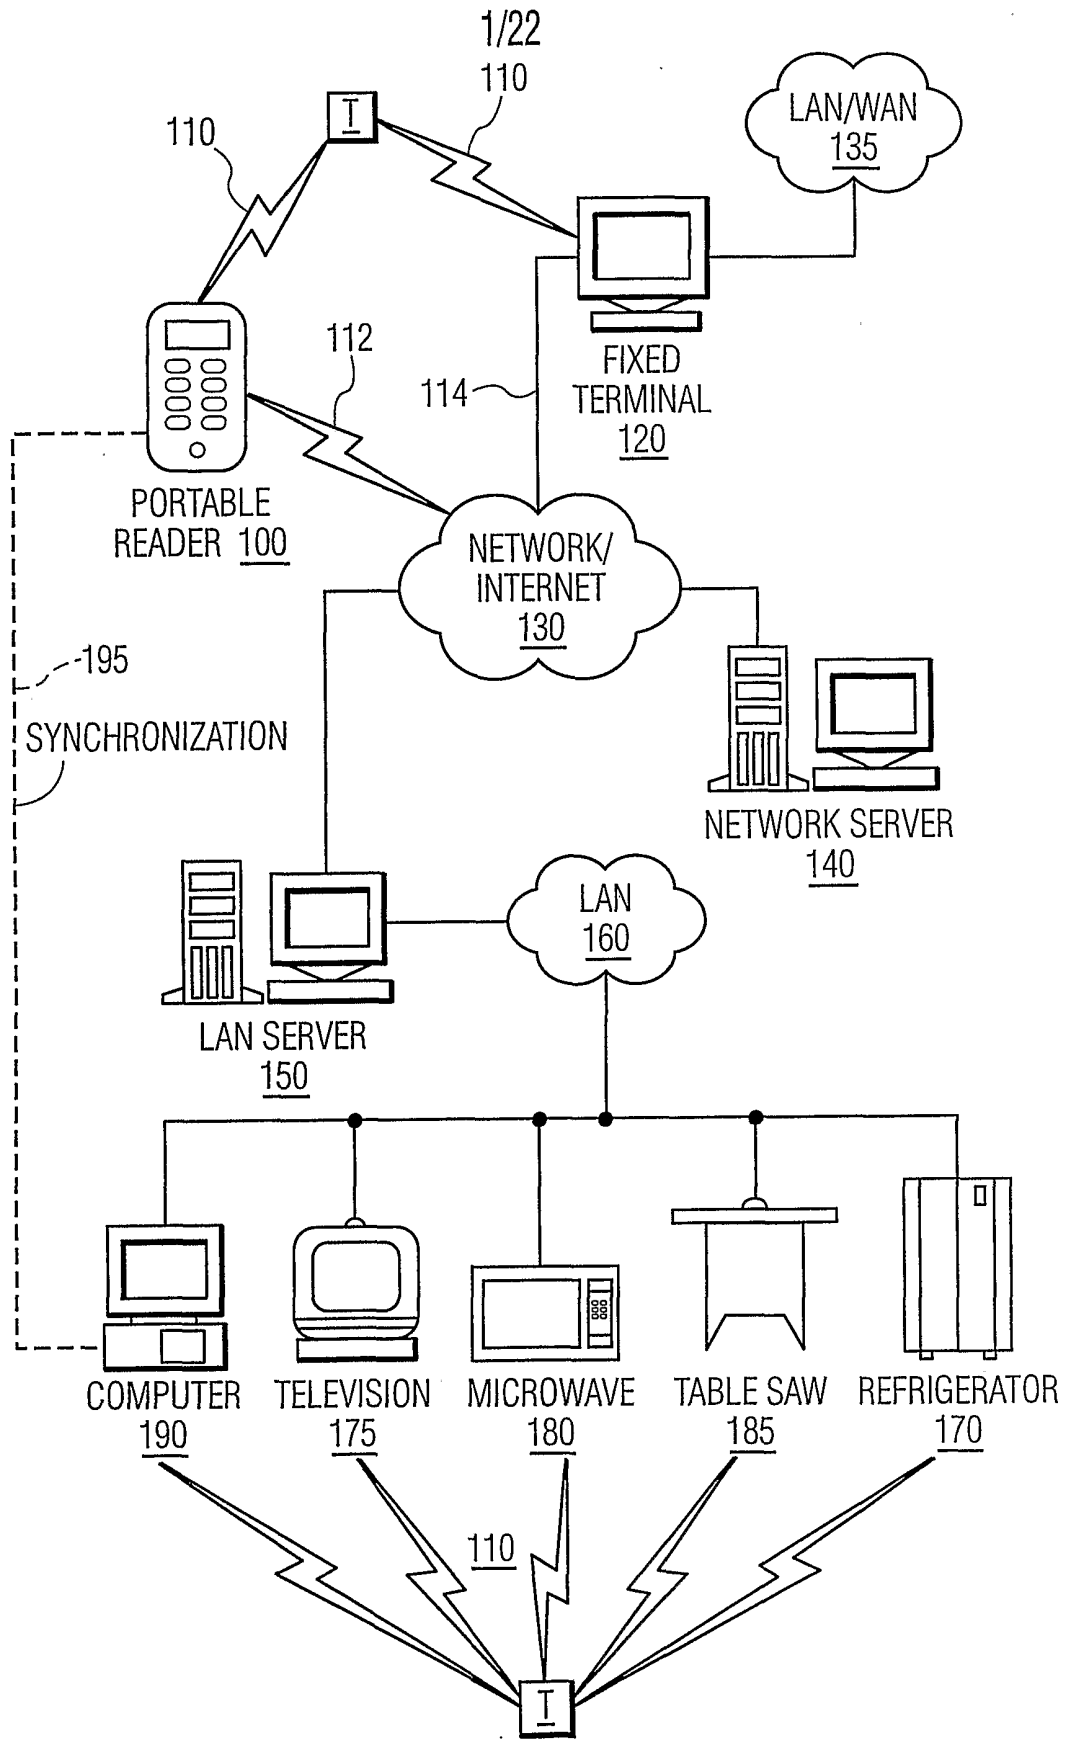 1/22
110
LAN/WAN
135
I
110
FIXED
TERMINAL
120
112
114
PORTABLE
READER 100
NETWORK/
INTERNET
130
195
SYNCHRONIZATION
NETWORK SERVER
140
LAN
160
LAN SERVER
150
COMPUTER
190
TELEVISION
175
MICROWAVE
180
TABLE SAW
185
REFRIGERATOR
170
110
I